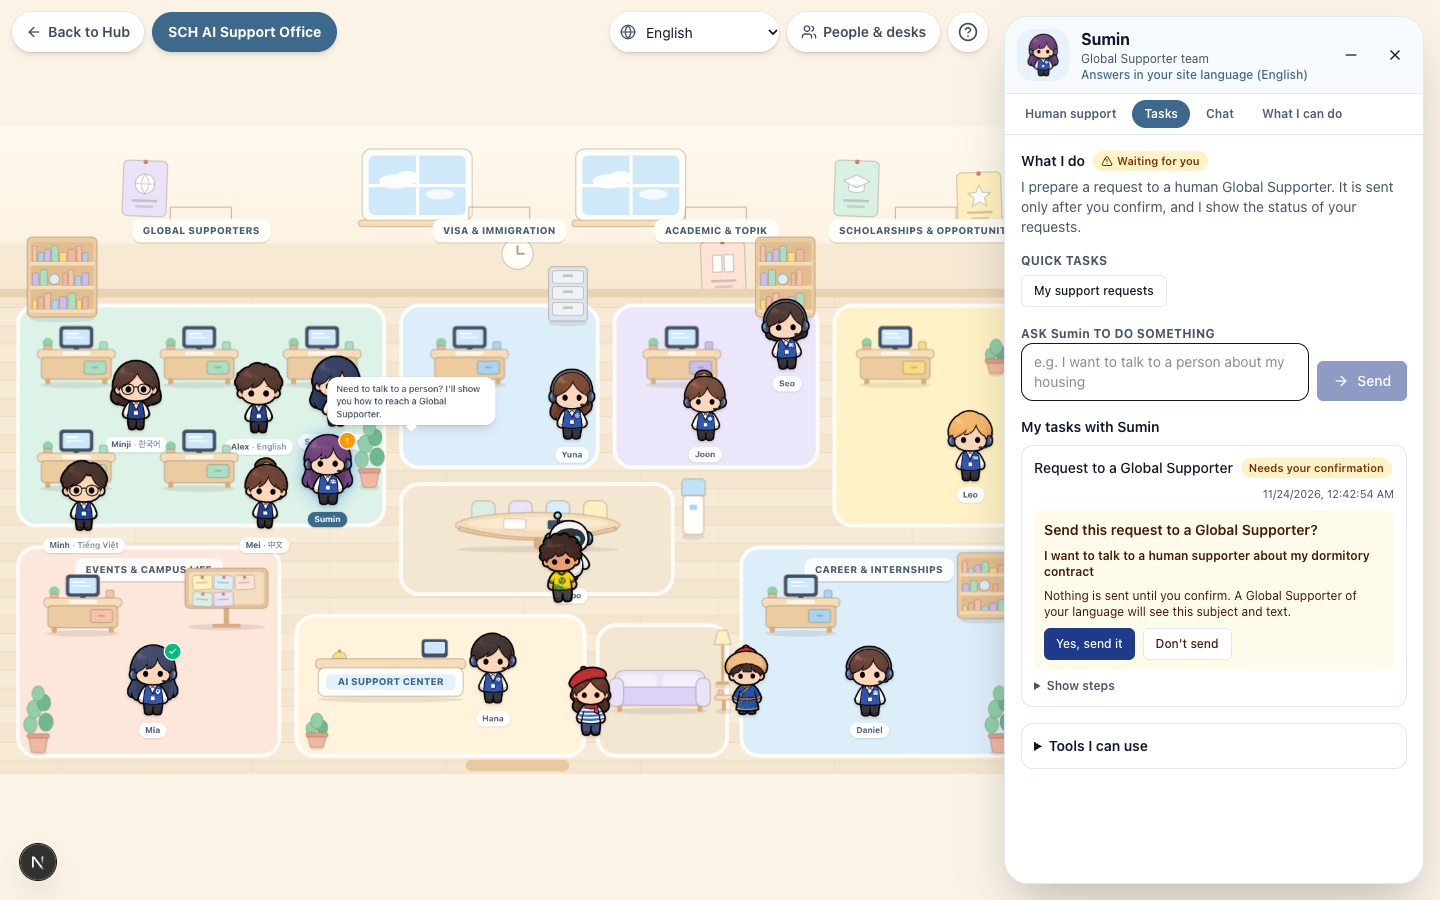 Back to Hub
SCH AI Support Office
English
People & desks
GLOBAL SUPPORTERS
VISA & IMMIGRATION
ACADEMIC & TOPIK
SCHOLARSHIPS & OPPORTUNIT
Seo
Need to talk to a person? I'll show
you how to reach a Global
Supporter.
Minji · 한국어
Alex · English
Yuna
Joon
Leo
Sumin
Minh · Tiếng Việt
Mei · 中文
EVENTS & CAMPUS LIFE
CAREER & INTERNSHIPS
AI SUPPORT CENTER
Mia
Hana
Daniel
N
Sumin
Global Supporter team
Answers in your site language (English)
Human support
Tasks
Chat
What I can do
What I do
Waiting for you
I prepare a request to a human Global Supporter. It is sent
only after you confirm, and I show the status of your
requests.
QUICK TASKS
My support requests
ASK Sumin TO DO SOMETHING
e.g. I want to talk to a person about my
housing
Send
My tasks with Sumin
Request to a Global Supporter
Needs your confirmation
11/24/2026, 12:42:54 AM
Send this request to a Global Supporter?
I want to talk to a human supporter about my dormitory
contract
Nothing is sent until you confirm. A Global Supporter of
your language will see this subject and text.
Yes, send it
Don't send
Show steps
Tools I can use